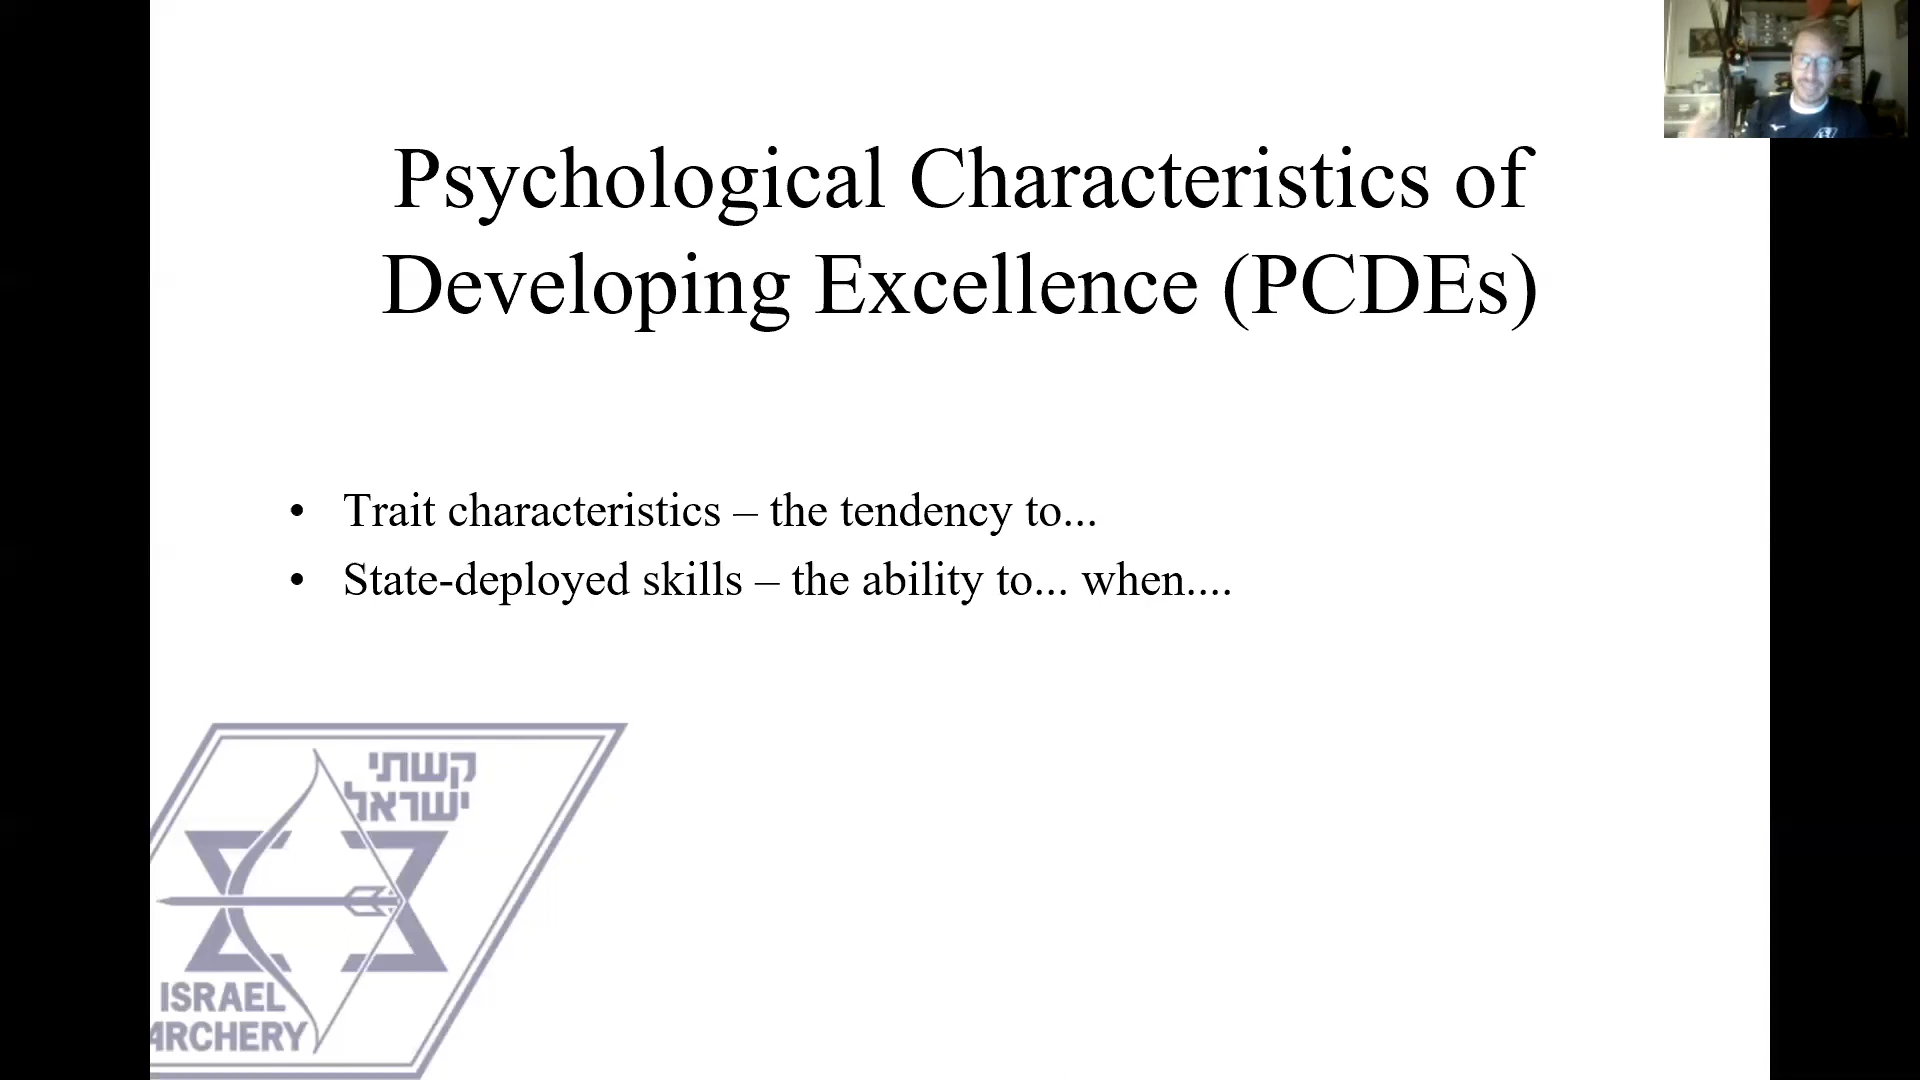 Psychological Characteristics of
Developing Excellence (PCDEs)
• Trait characteristics – the tendency to...
• State-deployed skills – the ability to... when....
קשתי
ישראל
ISRAEL
ARCHERY